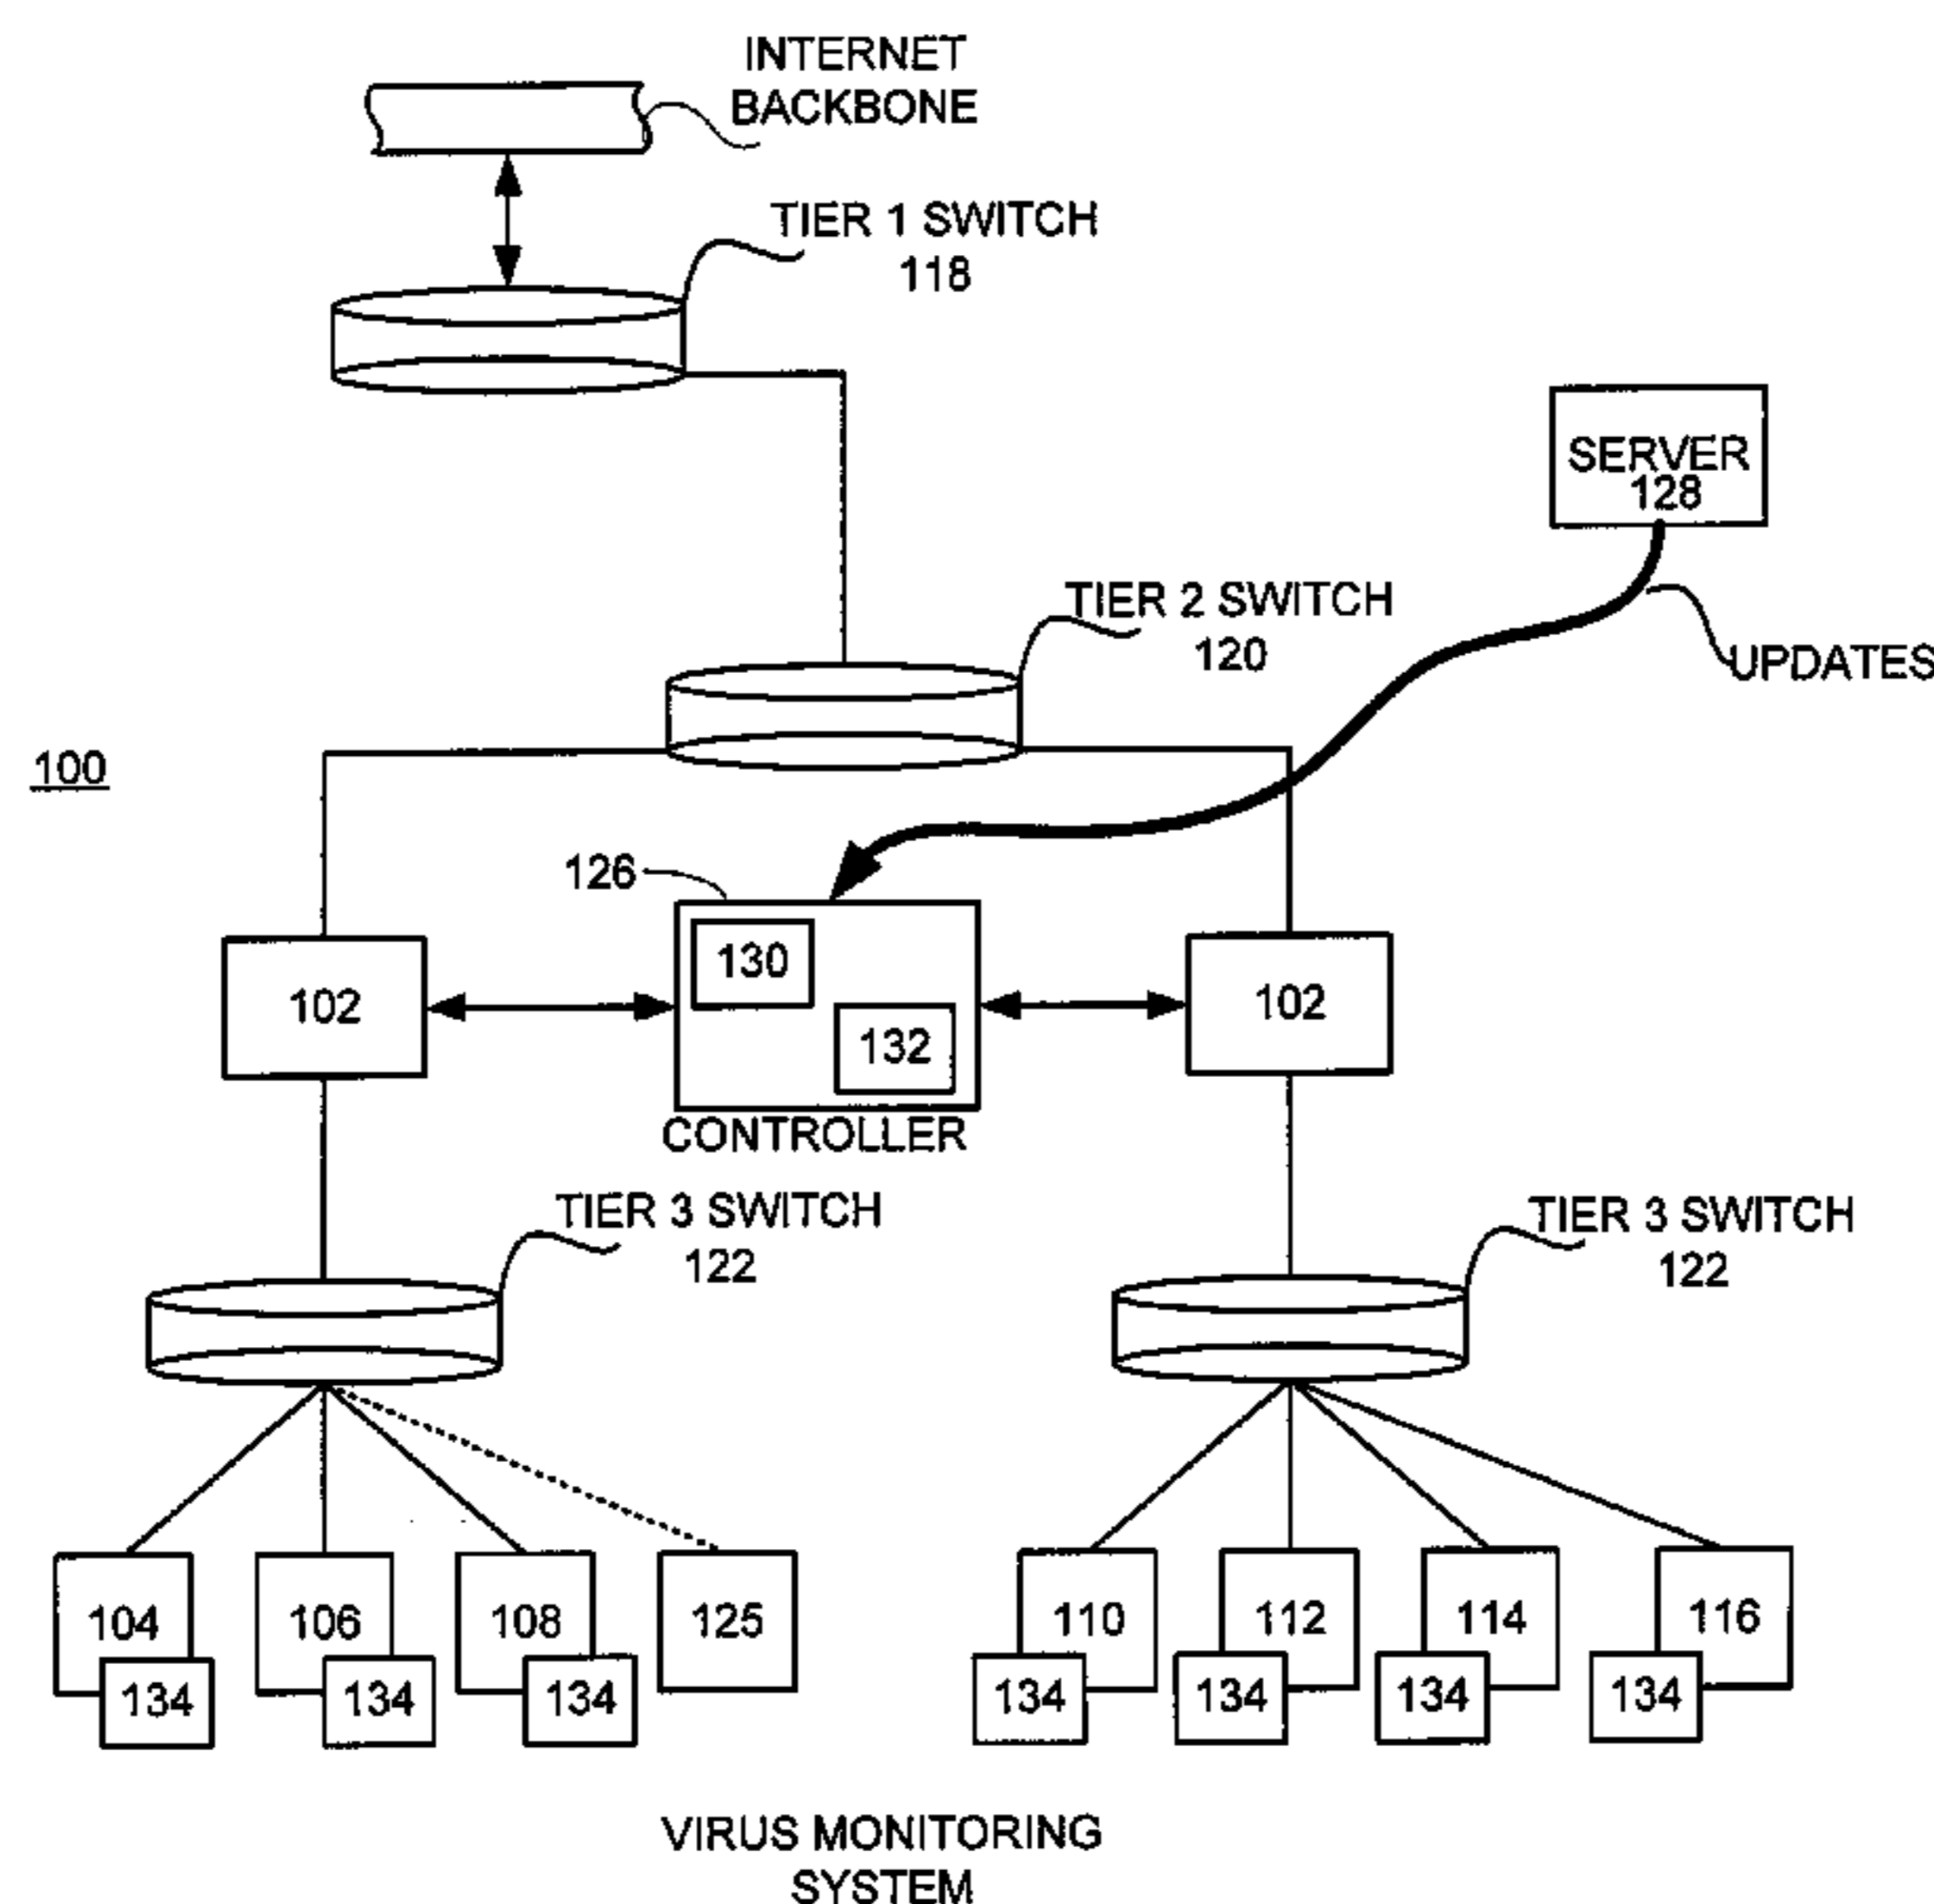 INTERNET
BACKBONE
TIER 1 SWITCH
118
SERVER
128
TIER 2 SWITCH
120
UPDATES
100
126
130
102
132
102
CONTROLLER
TIER 3 SWITCH
122
TIER 3 SWITCH
122
104
106
108
125
110
112
114
116
134
134
134
134
134
134
134
VIRUS MONITORING
SYSTEM